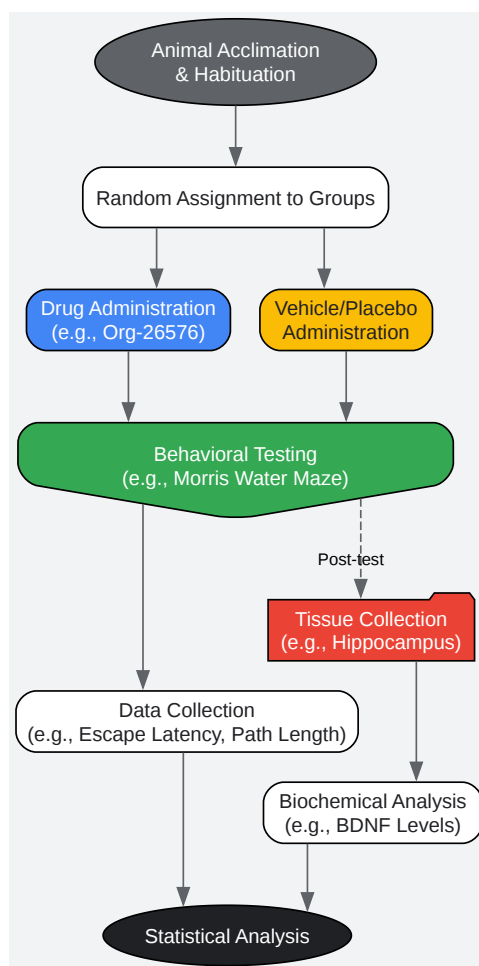 Animal Acclimation
& Habituation
Random Assignment to Groups
Drug Administration
(e.g., Org-26576)
Vehicle/Placebo
Administration
Behavioral Testing
(e.g., Morris Water Maze)
Post-test
Tissue Collection
(e.g., Hippocampus)
Data Collection
(e.g., Escape Latency, Path Length)
Biochemical Analysis
(e.g., BDNF Levels)
Statistical Analysis